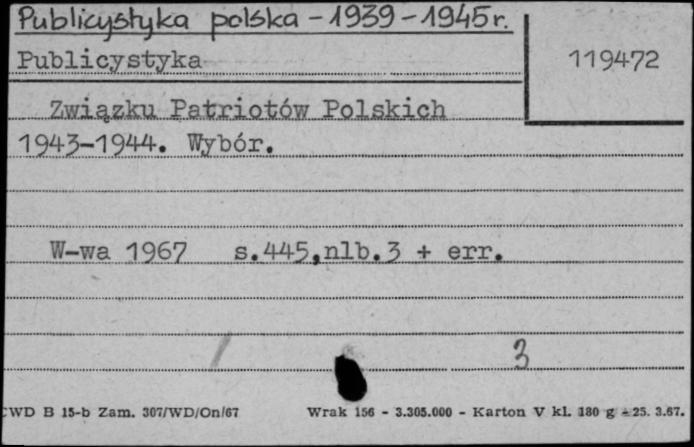 Publicystyka polska - 1939 - 1945 r.
Publicystyka
119472
Związku Patriotów Polskich
1943-1944. Wybór.
W-wa 1967 s.445,nlb.3 + err.
3
CWD B 15-b Zam. 307/WD/On/67 Wrak 156 - 3.305.000 - Karton V kl. 180 g - 25. 3.67.